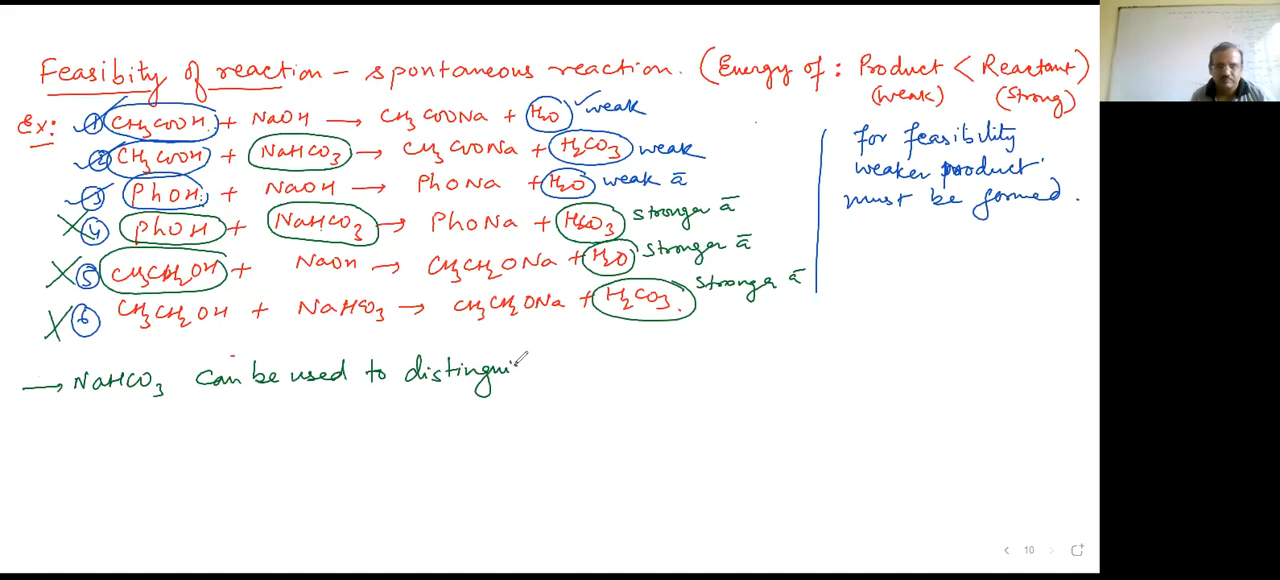 Feasibity of reaction – spontaneous reaction. (Energy of : Product < Reactant)
(weak) (strong)
Ex: ① CH3COOH + NaOH → CH3COONa + H2O weak
② CH3COOH + NaHCO3 → CH3COONa + H2CO3 weak
③ PhOH + NaOH → PhONa + H2O weak a
④ PhOH + NaHCO3 → PhONa + H2CO3 stronger a
⑤ CH3CH2OH + NaOH → CH3CH2ONa + H2O stronger a
⑥ CH3CH2OH + NaHCO3 → CH3CH2ONa + H2CO3. stronger a
for feasibility
weaker product
must be formed.
→ NaHCO3 can be used to distingui
10